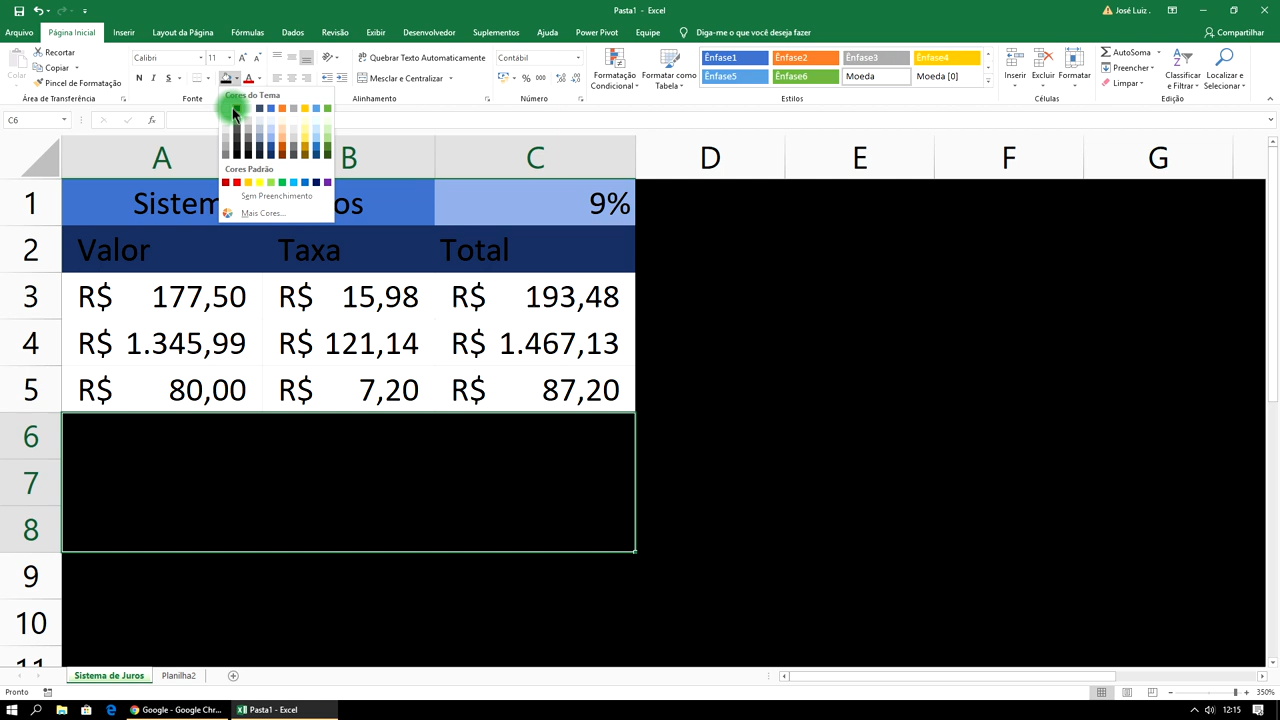 Pasta1 - Excel
José Luiz .
Arquivo Página Inicial Inserir Layout da Página Fórmulas Dados Revisão Exibir Desenvolvedor Suplementos Ajuda Power Pivot Equipe Diga-me o que você deseja fazer Compartilhar
Colar
Recortar
Copiar
Pincel de Formatação
Área de Transferência
Calibri
N I S
Fonte
Quebrar Texto Automaticamente
Mesclar e Centralizar
Alinhamento
Contábil
% 000
Número
Formatação Condicional
Formatar como Tabela
Ênfase1 Ênfase2 Ênfase3 Ênfase4
Ênfase5 Ênfase6 Moeda Moeda [0]
Estilos
Inserir Excluir Formatar
Células
AutoSoma
Preencher
Limpar
Classificar e Filtrar
Localizar e Selecionar
Edição
Cores do Tema
Cores Padrão
Sem Preenchimento
Mais Cores...
C6
A B C D E F G
1 9%
2 Valor Taxa Total
3 R$ 177,50 R$ 15,98 R$ 193,48
4 R$ 1.345,99 R$ 121,14 R$ 1.467,13
5 R$ 80,00 R$ 7,20 R$ 87,20
6
7
8
9
10
11
Sistema de Juros Planilha2
Pronto
350%
Google - Google Chr... Pasta1 - Excel 12:15